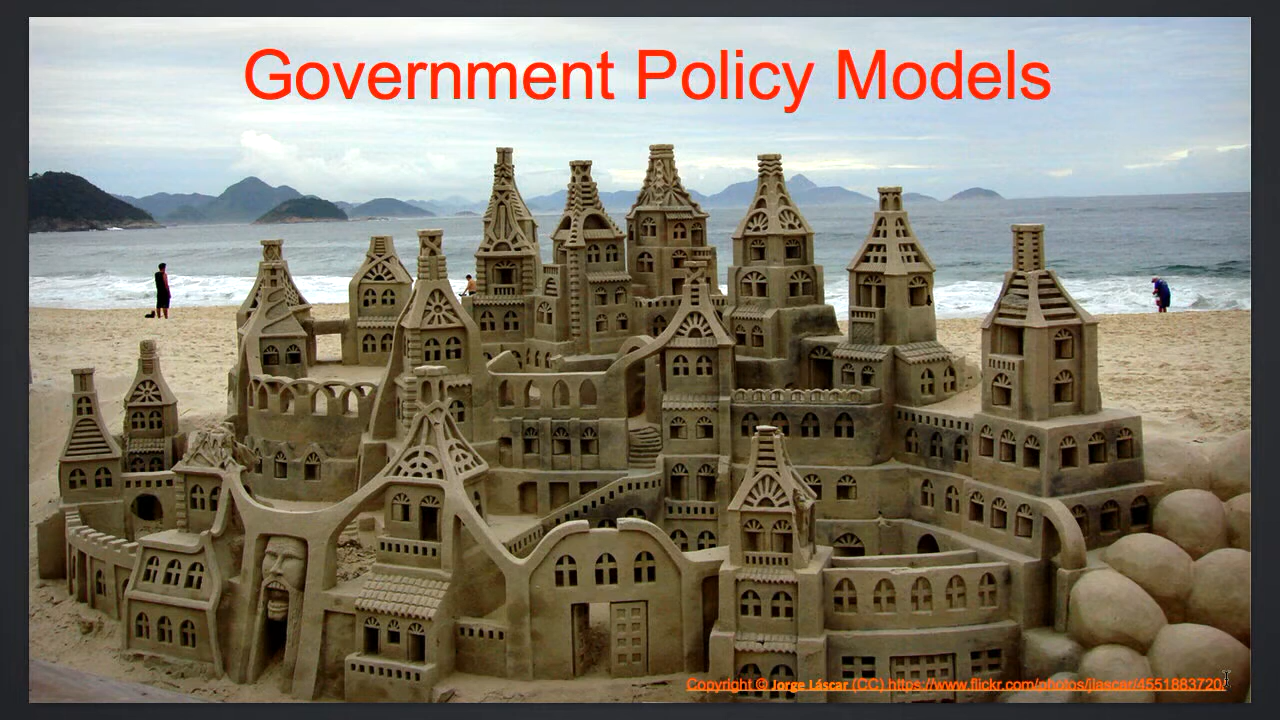 Government Policy Models
Copyright © Jorge Láscar (CC) https://www.flickr.com/photos/jlascar/4551883720/